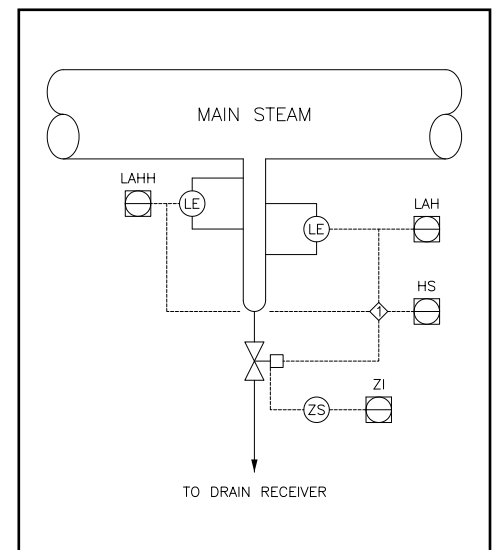 MAIN STEAM
LAHH
LE
LE
LAH
HS
1
ZI
ZS
TO DRAIN RECEIVER